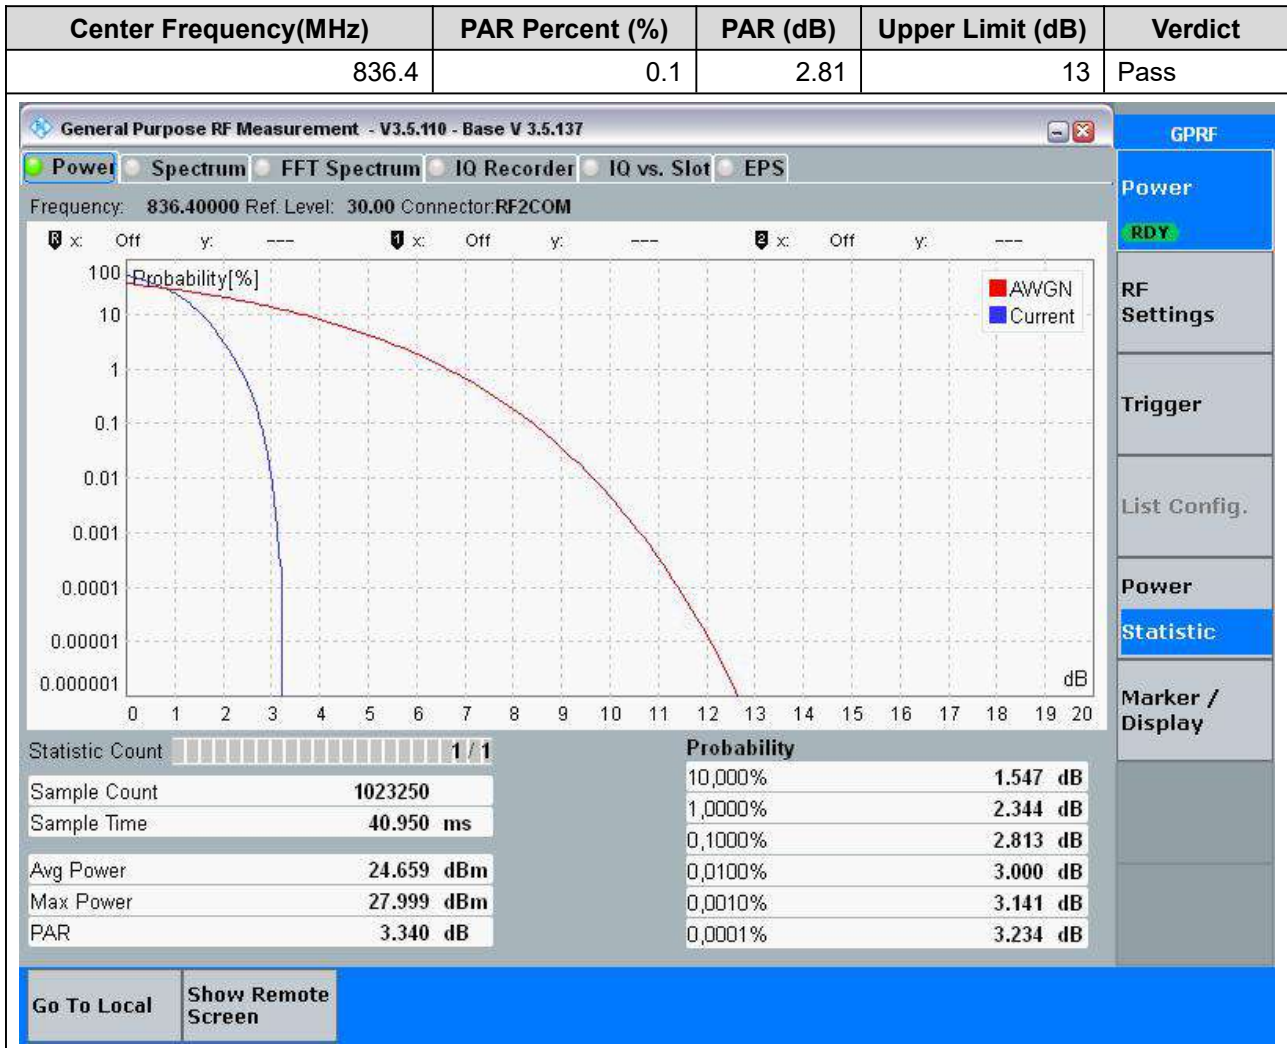 Center Frequency(MHz) PAR Percent (%) PAR (dB) Upper Limit (dB) Verdict
836.4 0.1 2.81 13 Pass
General Purpose RF Measurement - V3.5.110 - Base V 3.5.137
GPRF
Power Spectrum FFT Spectrum IQ Recorder IQ vs. Slot EPS
Frequency: 836.40000 Ref. Level: 30.00 Connector:RF2COM
R x: Off y: --- 1 x: Off y: --- 2 x: Off y: ---
Probability[%]
100
10
1
0.1
0.01
0.001
0.0001
0.00001
0.000001
AWGN
Current
dB
0 1 2 3 4 5 6 7 8 9 10 11 12 13 14 15 16 17 18 19 20
Statistic Count 1 / 1
Sample Count 1023250
Sample Time 40.950 ms
Avg Power 24.659 dBm
Max Power 27.999 dBm
PAR 3.340 dB
Probability
10,000% 1.547 dB
1,0000% 2.344 dB
0,1000% 2.813 dB
0,0100% 3.000 dB
0,0010% 3.141 dB
0,0001% 3.234 dB
Power
RDY
RF
Settings
Trigger
List Config.
Power
Statistic
Marker /
Display
Go To Local
Show Remote
Screen